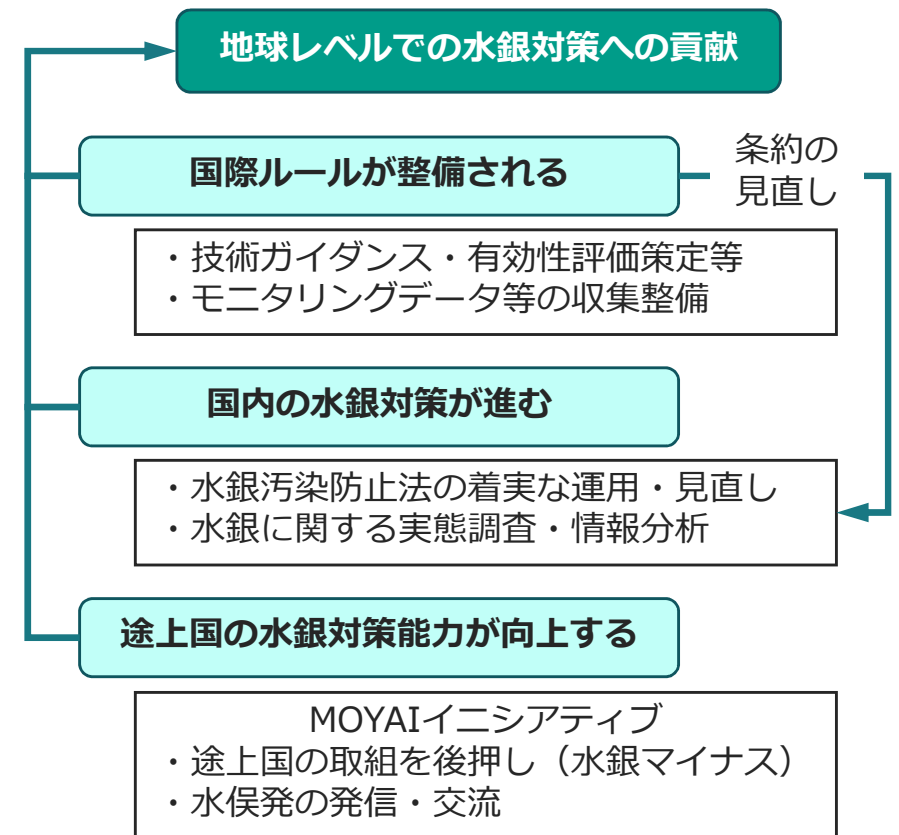 地球レベルでの水銀対策への貢献
国際ルールが整備される
条約の
見直し
・技術ガイダンス・有効性評価策定等
・モニタリングデータ等の収集整備
国内の水銀対策が進む
・水銀汚染防止法の着実な運用・見直し
・水銀に関する実態調査・情報分析
途上国の水銀対策能力が向上する
MOYAIイニシアティブ
・途上国の取組を後押し（水銀マイナス）
・水俣発の発信・交流